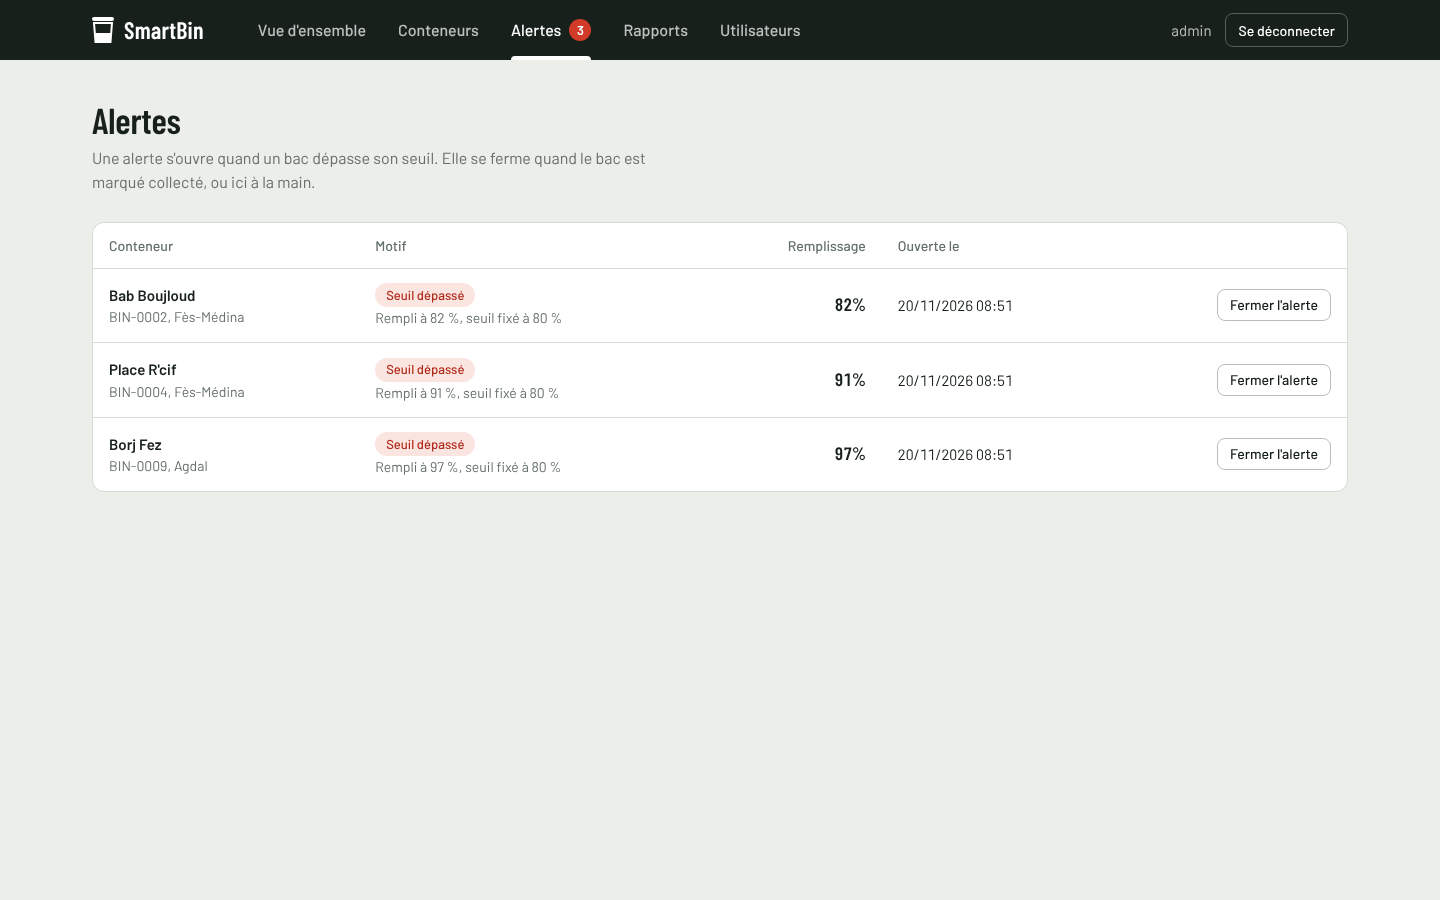 SmartBin Vue d'ensemble Conteneurs Alertes 3 Rapports Utilisateurs admin Se déconnecter
Alertes
Une alerte s'ouvre quand un bac dépasse son seuil. Elle se ferme quand le bac est
marqué collecté, ou ici à la main.
Conteneur Motif Remplissage Ouverte le
Bab Boujloud Seuil dépassé 82% 20/11/2026 08:51 Fermer l'alerte
BIN-0002, Fès-Médina Rempli à 82 %, seuil fixé à 80 %
Place R'cif Seuil dépassé 91% 20/11/2026 08:51 Fermer l'alerte
BIN-0004, Fès-Médina Rempli à 91 %, seuil fixé à 80 %
Borj Fez Seuil dépassé 97% 20/11/2026 08:51 Fermer l'alerte
BIN-0009, Agdal Rempli à 97 %, seuil fixé à 80 %